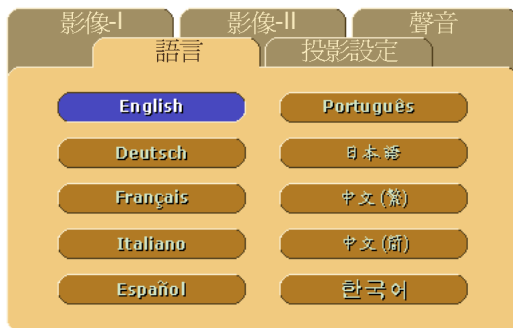 影像-I 影像-II 聲音
語言 投影設定
English Português
Deutsch 日本語
Français 中文(繁)
Italiano 中文(简)
Español 한국어